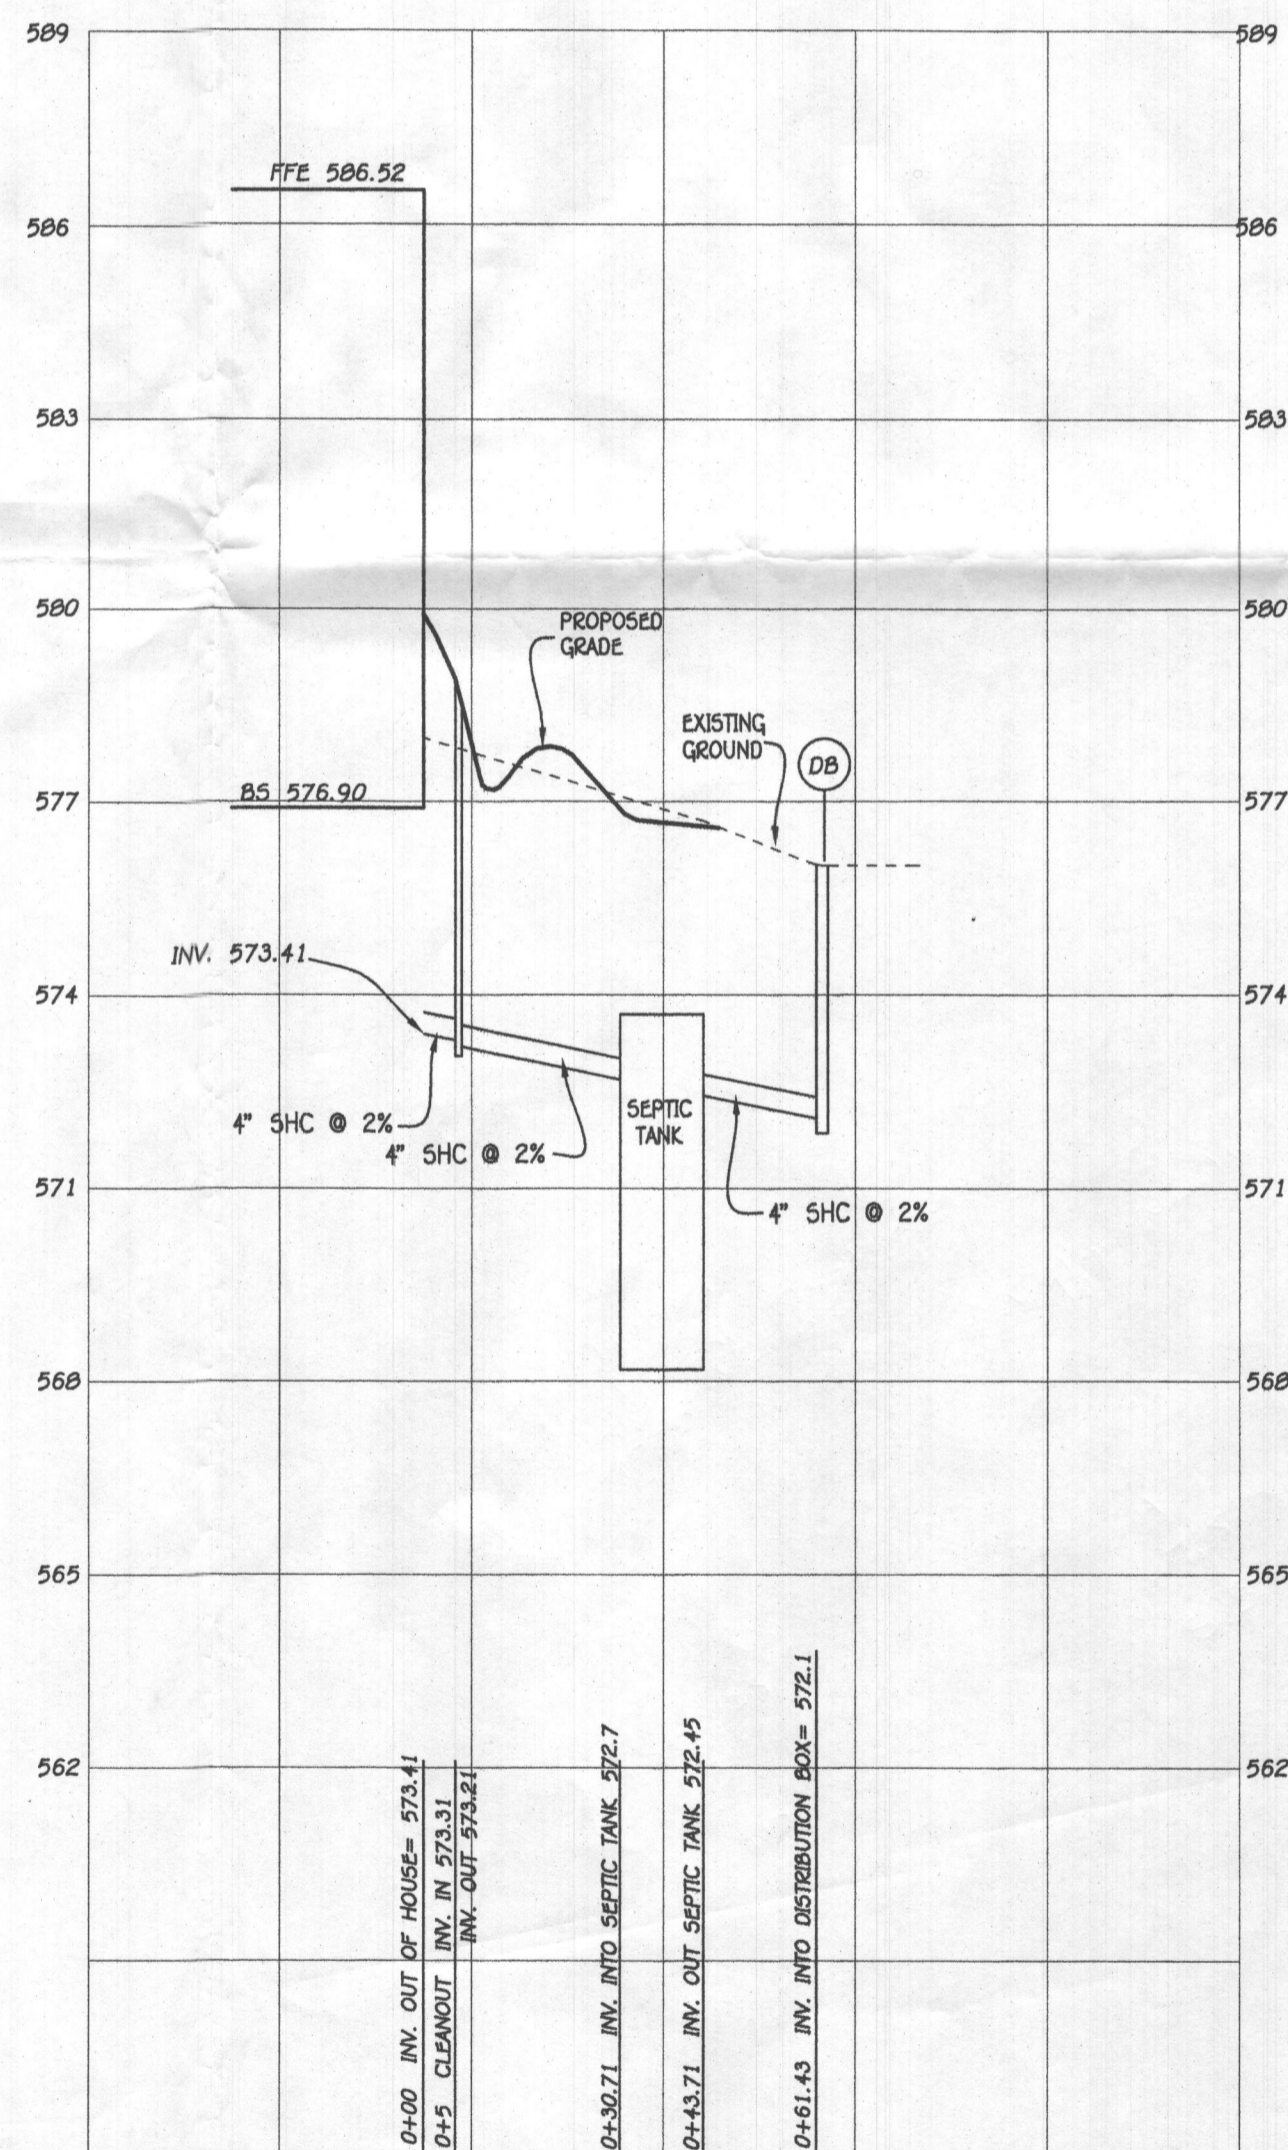 589 589
FFE 586.52
586 586
583 583
580 580
PROPOSED
GRADE
EXISTING
GROUND
DB
BS 576.90
577 577
INV. 573.41
574 574
4" SHC @ 2%
4" SHC @ 2%
SEPTIC
TANK
571 571
4" SHC @ 2%
568 568
565 565
562 562
0+00 INV. OUT OF HOUSE= 573.41
0+5 CLEANOUT INV. IN 573.31
INV. OUT 573.21
0+30.71 INV. INTO SEPTIC TANK 572.7
0+43.71 INV. OUT SEPTIC TANK 572.45
0+61.43 INV. INTO DISTRIBUTION BOX= 572.1